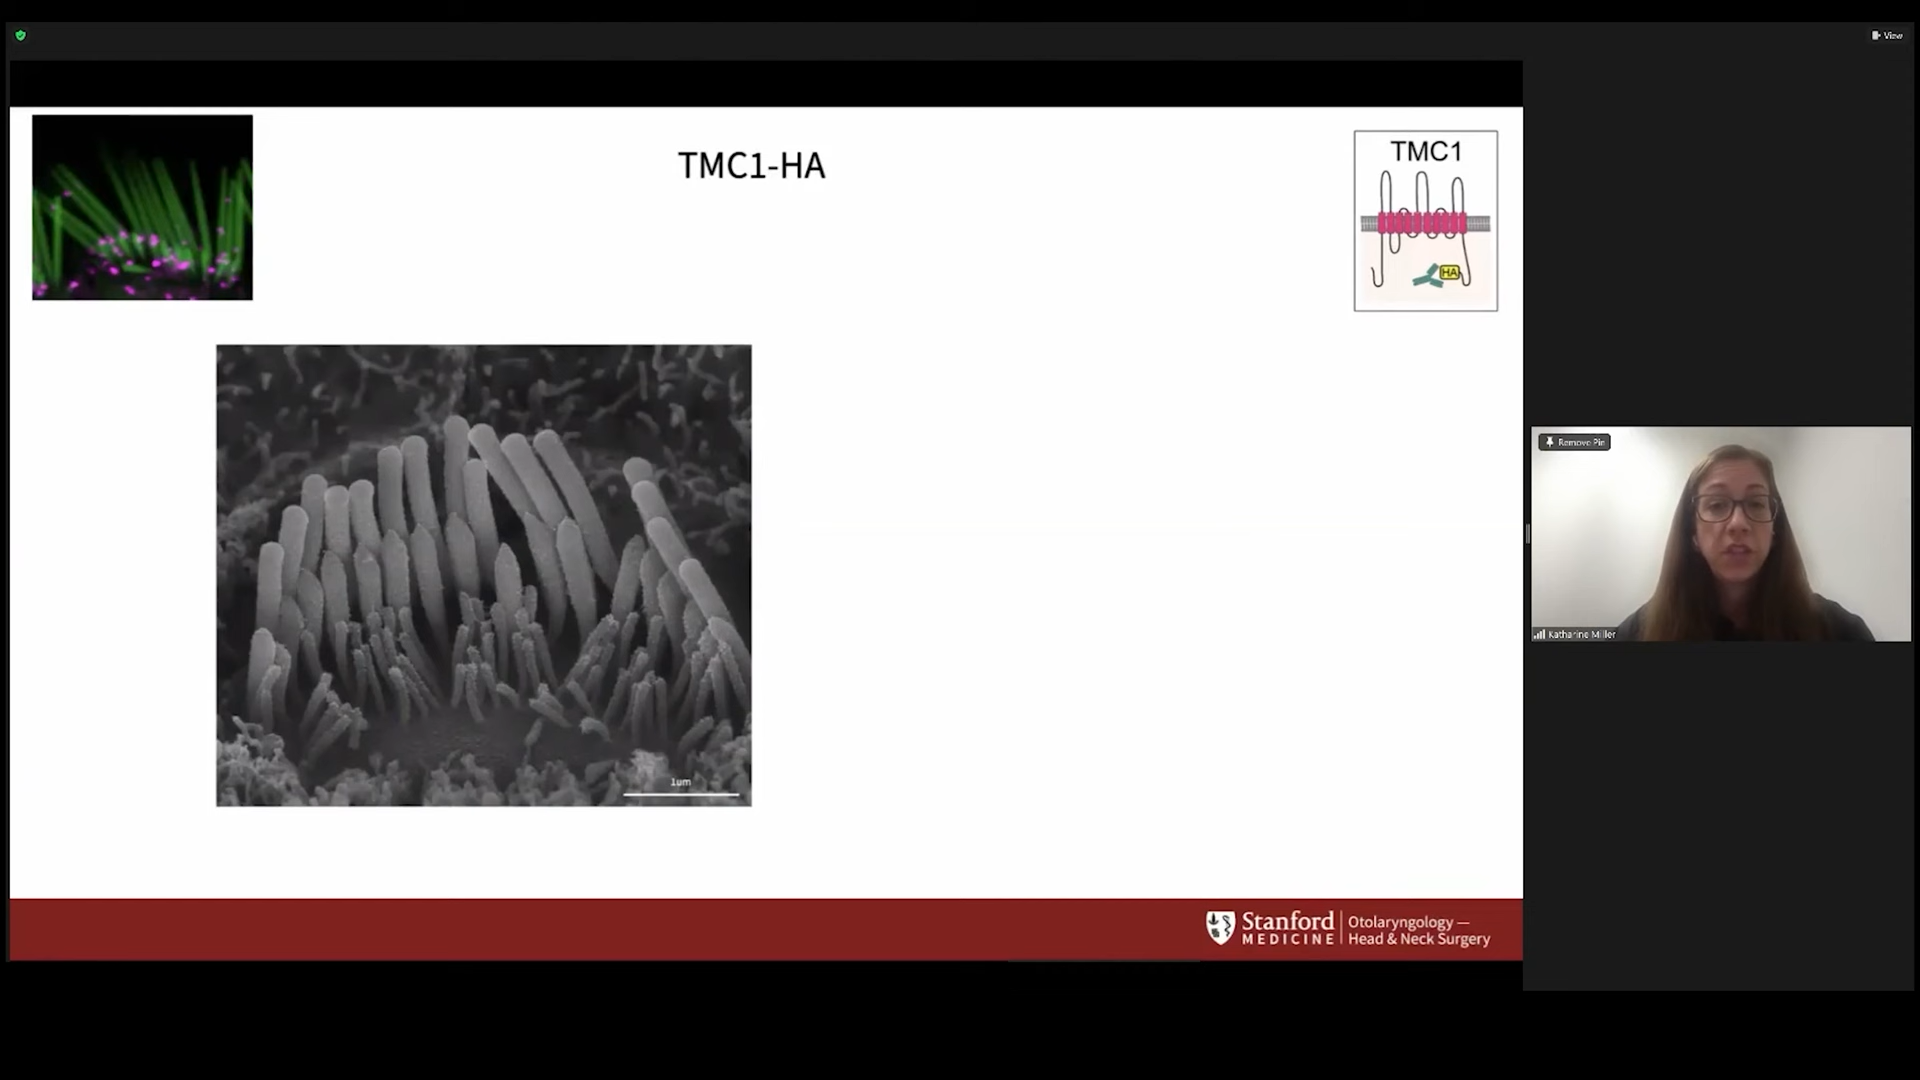 View
TMC1-HA
TMC1
HA
Remove Pin
Katharine Miller
1um
Stanford
MEDICINE
Otolaryngology —
Head & Neck Surgery